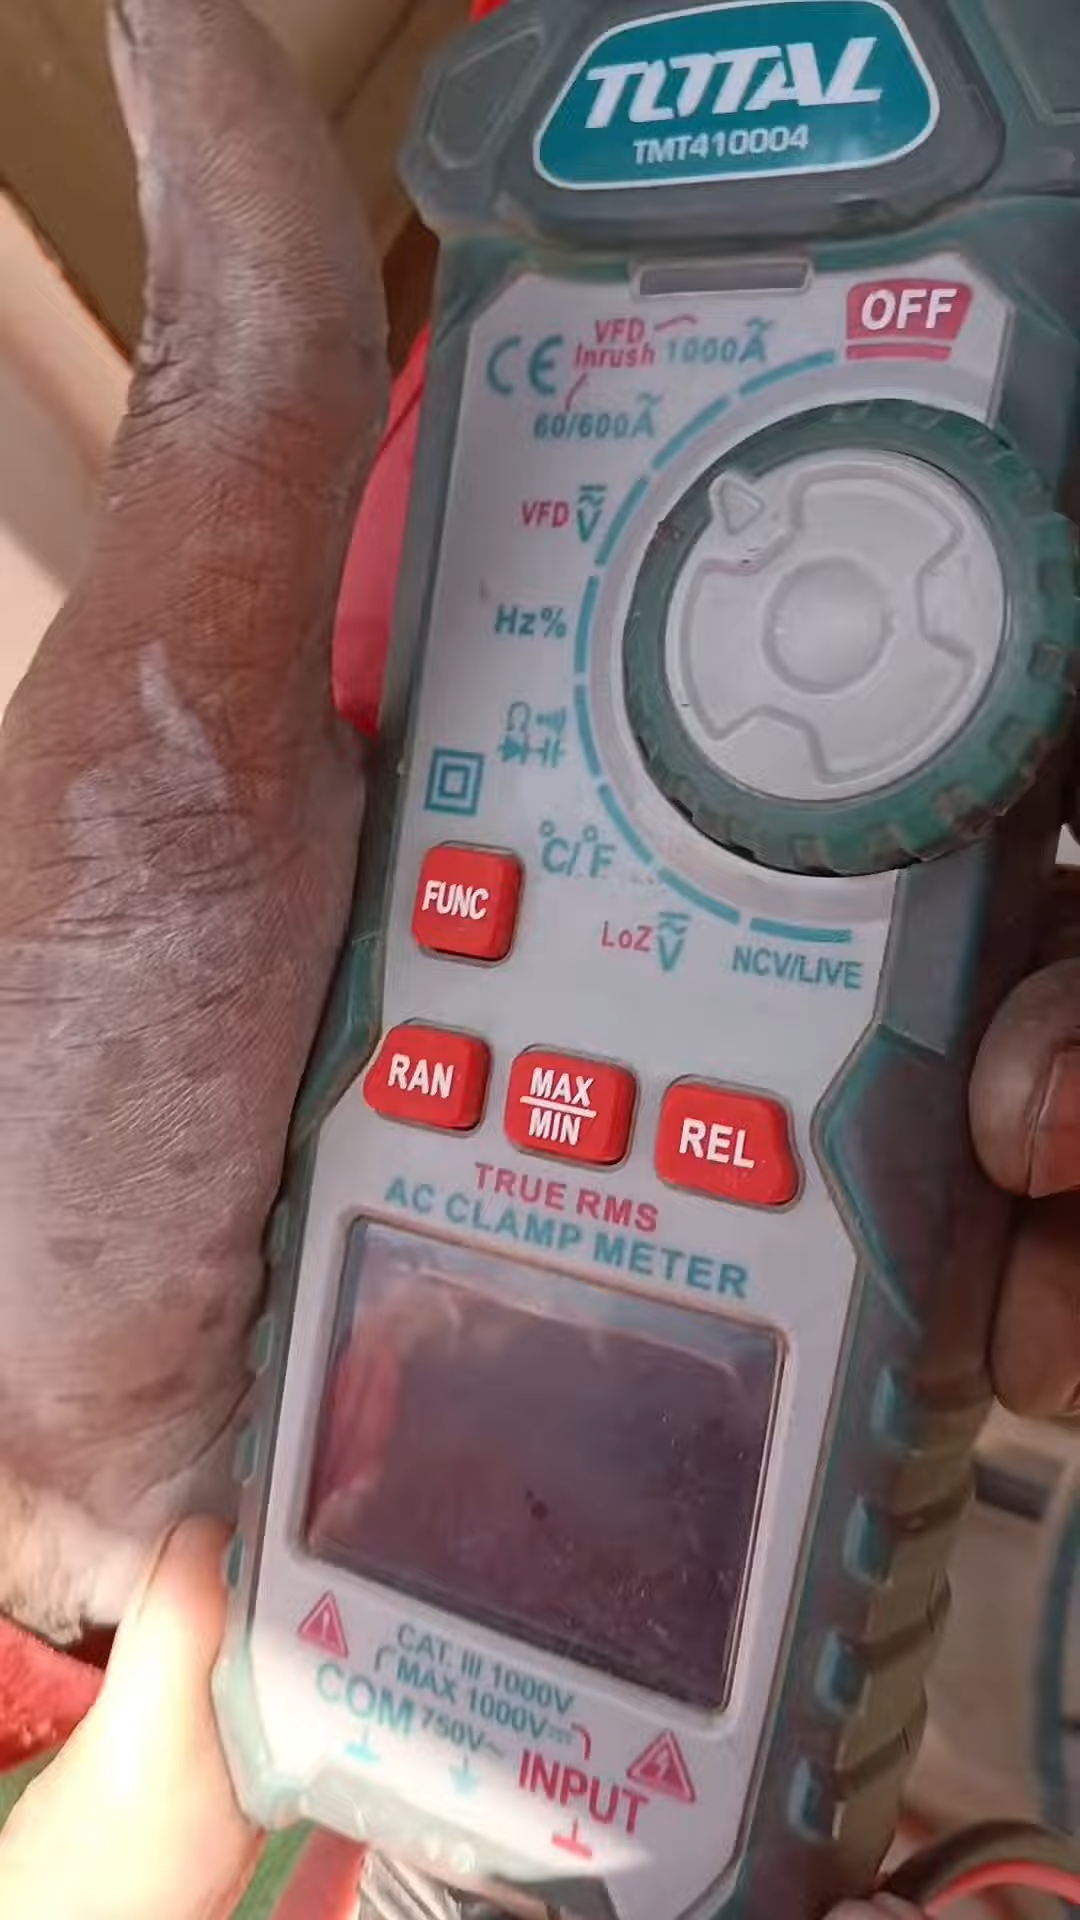 TOTAL
TMT410004
OFF
CE
VFD
Inrush 1000A
60/600A
VFD V
Hz%
Ω
°C/°F
FUNC
LoZ V
NCV/LIVE
RAN
MAX
MIN
REL
TRUE RMS
AC CLAMP METER
CAT. III 1000V
MAX 1000V
COM 750V~
INPUT